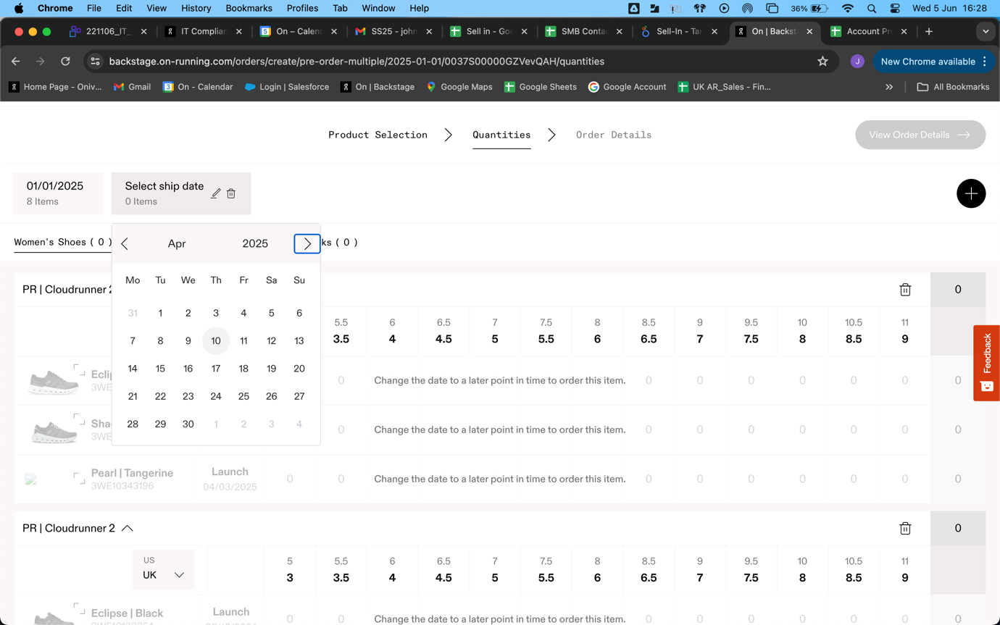 Chrome File Edit View History Bookmarks Profiles Tab Window Help 36% Wed 5 Jun 16:28
221106_IT_ IT Complian On – Calend SS25 - john Sell in - Go SMB Conta Sell-In - Tar On | Backst Account Pr
backstage.on-running.com/orders/create/pre-order-multiple/2025-01-01/0037S00000GZVevQAH/quantities J New Chrome available
Home Page - Oniv... Gmail On - Calendar Login | Salesforce On | Backstage Google Maps Google Sheets Google Account UK AR_Sales - Fin... All Bookmarks
Product Selection Quantities Order Details View Order Details
01/01/2025 Select ship date
8 Items 0 Items
Women's Shoes ( 0 ) ks ( 0 )
Apr 2025
Mo Tu We Th Fr Sa Su
31 1 2 3 4 5 6
7 8 9 10 11 12 13
14 15 16 17 18 19 20
21 22 23 24 25 26 27
28 29 30 1 2 3 4
PR | Cloudrunner 2 0
5.5 6 6.5 7 7.5 8 8.5 9 9.5 10 10.5 11
3.5 4 4.5 5 5.5 6 6.5 7 7.5 8 8.5 9
Feedback
Eclip 0 Change the date to a later point in time to order this item. 0 0 0 0 0 0 0
3WE
Sha 0 Change the date to a later point in time to order this item. 0 0 0 0 0 0 0
3WE
Pearl | Tangerine Launch 0 0 Change the date to a later point in time to order this item. 0 0 0 0 0 0 0
3WE10343196 04/03/2025
PR | Cloudrunner 2 0
US 5 5.5 6 6.5 7 7.5 8 8.5 9 9.5 10 10.5 11
UK 3 3.5 4 4.5 5 5.5 6 6.5 7 7.5 8 8.5 9
Eclipse | Black Launch 0 0 Change the date to a later point in time to order this item. 0 0 0 0 0 0 0